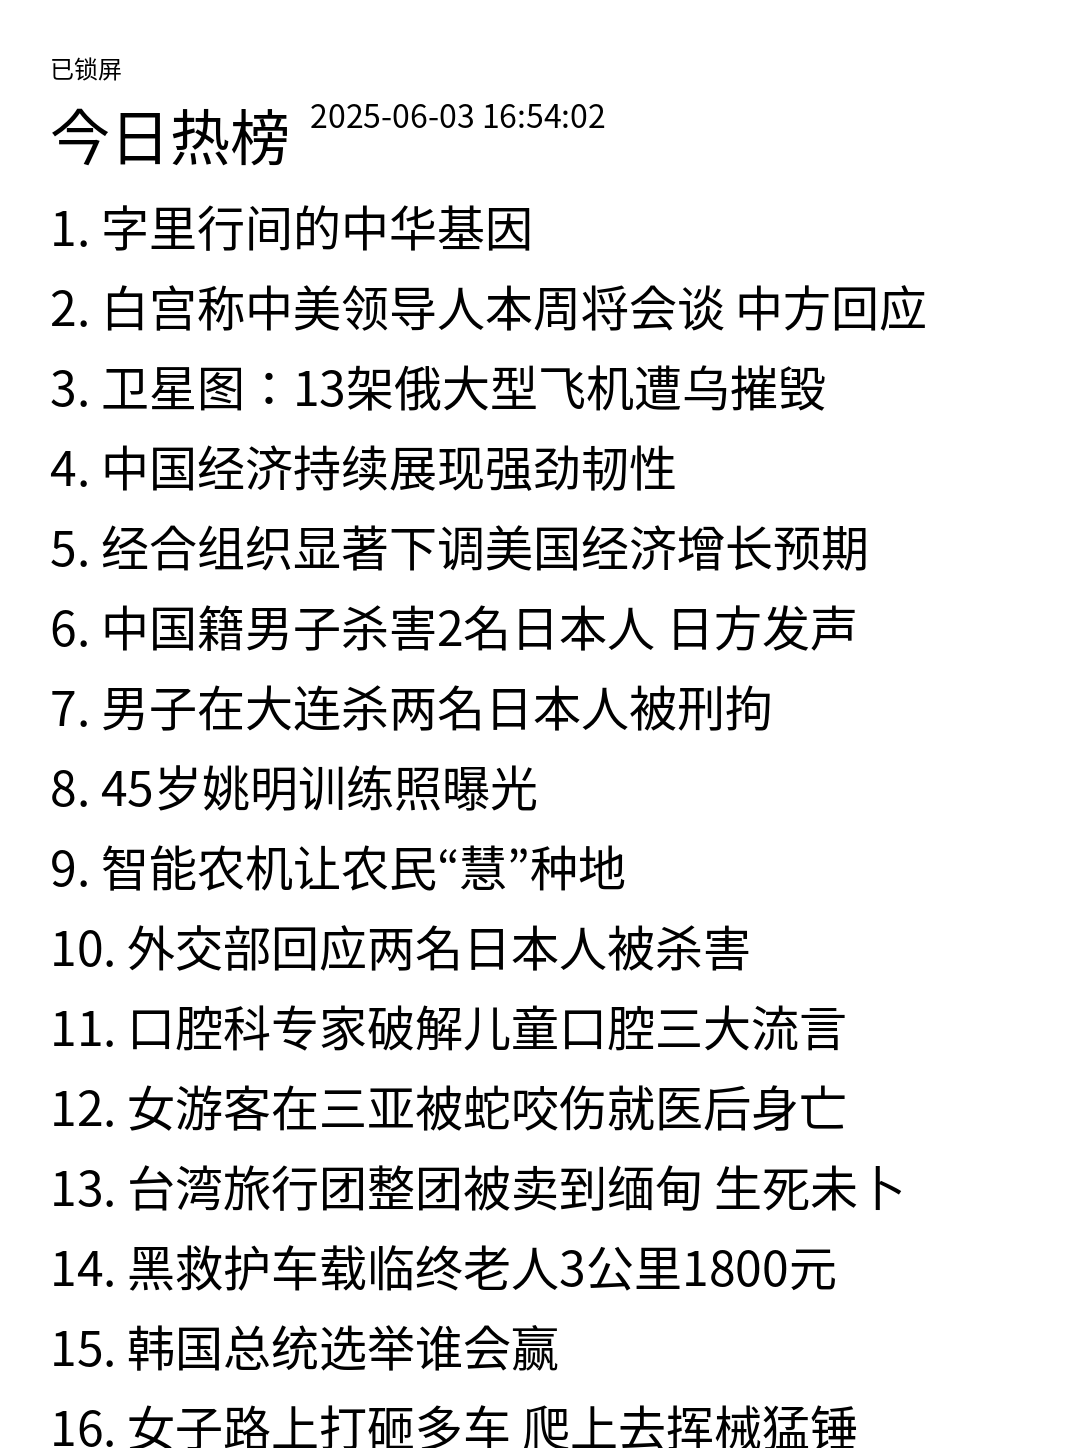 已锁屏
今日热榜 2025-06-03 16:54:02
1. 字里行间的中华基因
2. 白宫称中美领导人本周将会谈 中方回应
3. 卫星图：13架俄大型飞机遭乌摧毁
4. 中国经济持续展现强劲韧性
5. 经合组织显著下调美国经济增长预期
6. 中国籍男子杀害2名日本人 日方发声
7. 男子在大连杀两名日本人被刑拘
8. 45岁姚明训练照曝光
9. 智能农机让农民“慧”种地
10. 外交部回应两名日本人被杀害
11. 口腔科专家破解儿童口腔三大流言
12. 女游客在三亚被蛇咬伤就医后身亡
13. 台湾旅行团整团被卖到缅甸 生死未卜
14. 黑救护车载临终老人3公里1800元
15. 韩国总统选举谁会赢
16. 女子路上打砸多车 爬上去挥械猛锤